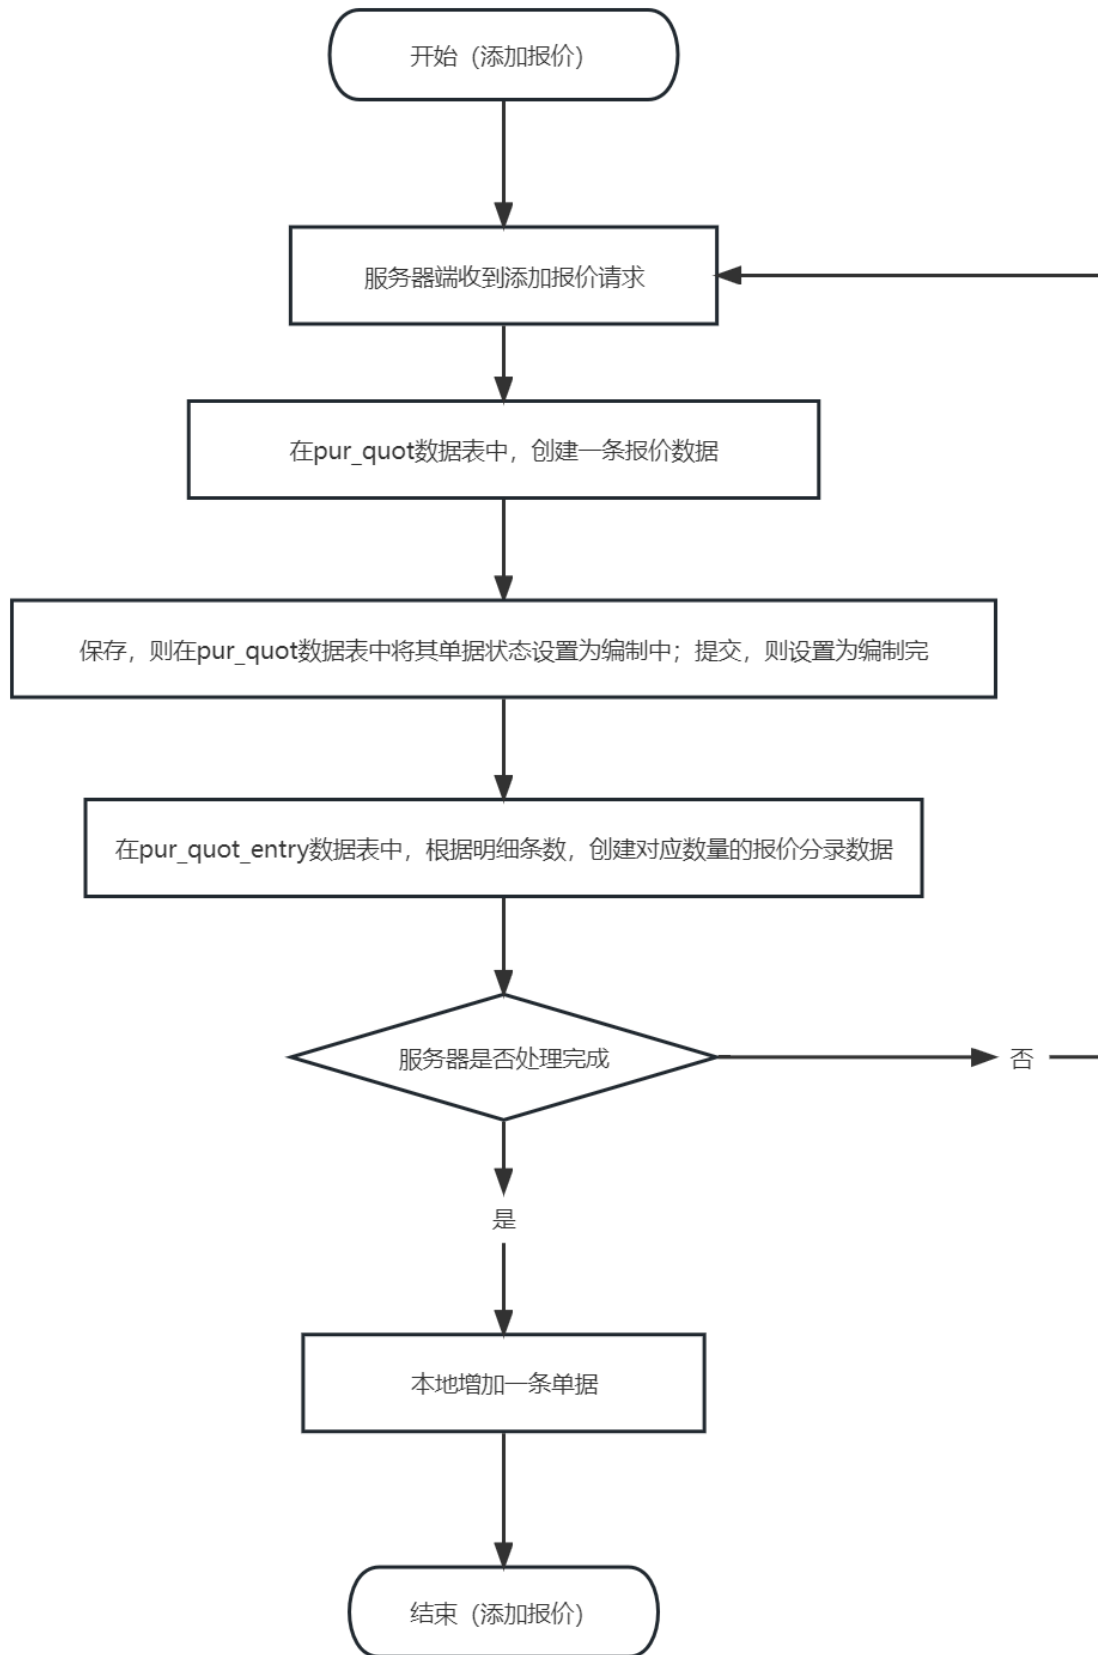 开始（添加报价）
服务器端收到添加报价请求
在pur_quot数据表中，创建一条报价数据
保存，则在pur_quot数据表中将其单据状态设置为编制中；提交，则设置为编制完
在pur_quot_entry数据表中，根据明细条数，创建对应数量的报价分录数据
服务器是否处理完成
否
是
本地增加一条单据
结束（添加报价）